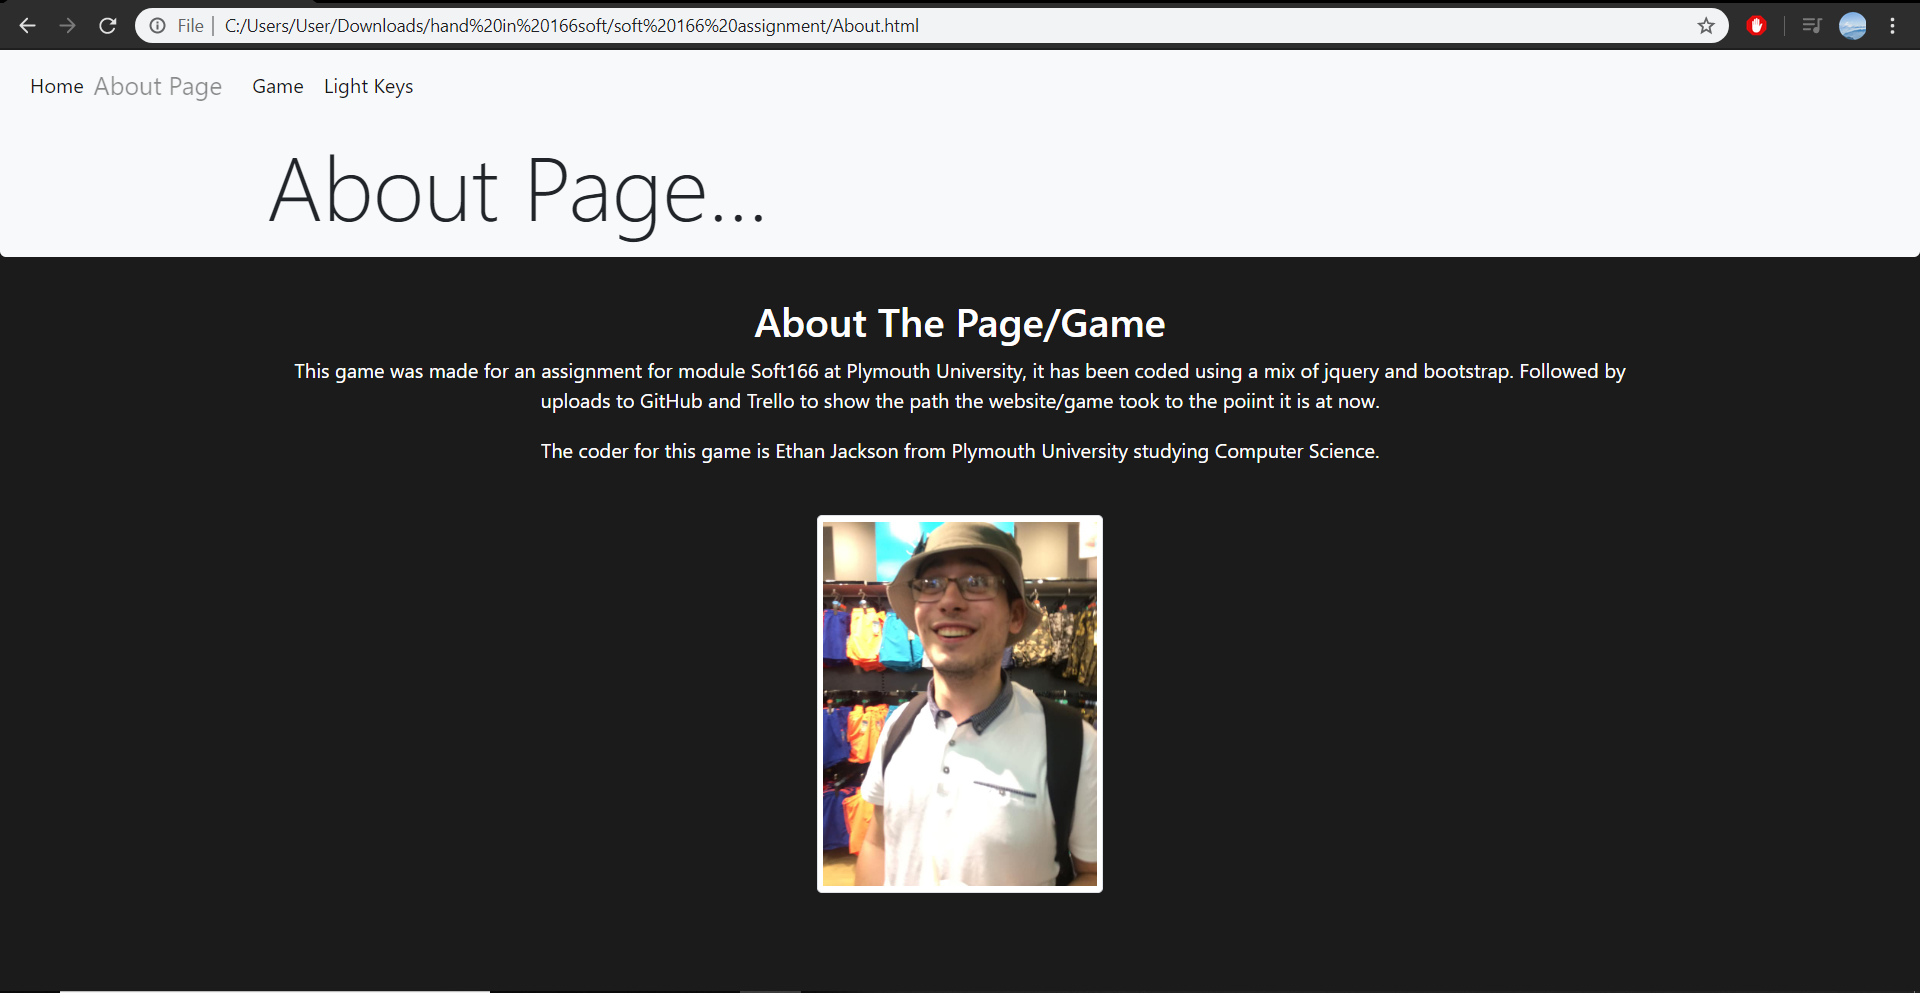 File | C:/Users/User/Downloads/hand%20in%20166soft/soft%20166%20assignment/About.html
Home About Page Game Light Keys
About Page...
About The Page/Game
This game was made for an assignment for module Soft166 at Plymouth University, it has been coded using a mix of jquery and bootstrap. Followed by
uploads to GitHub and Trello to show the path the website/game took to the poiint it is at now.
The coder for this game is Ethan Jackson from Plymouth University studying Computer Science.